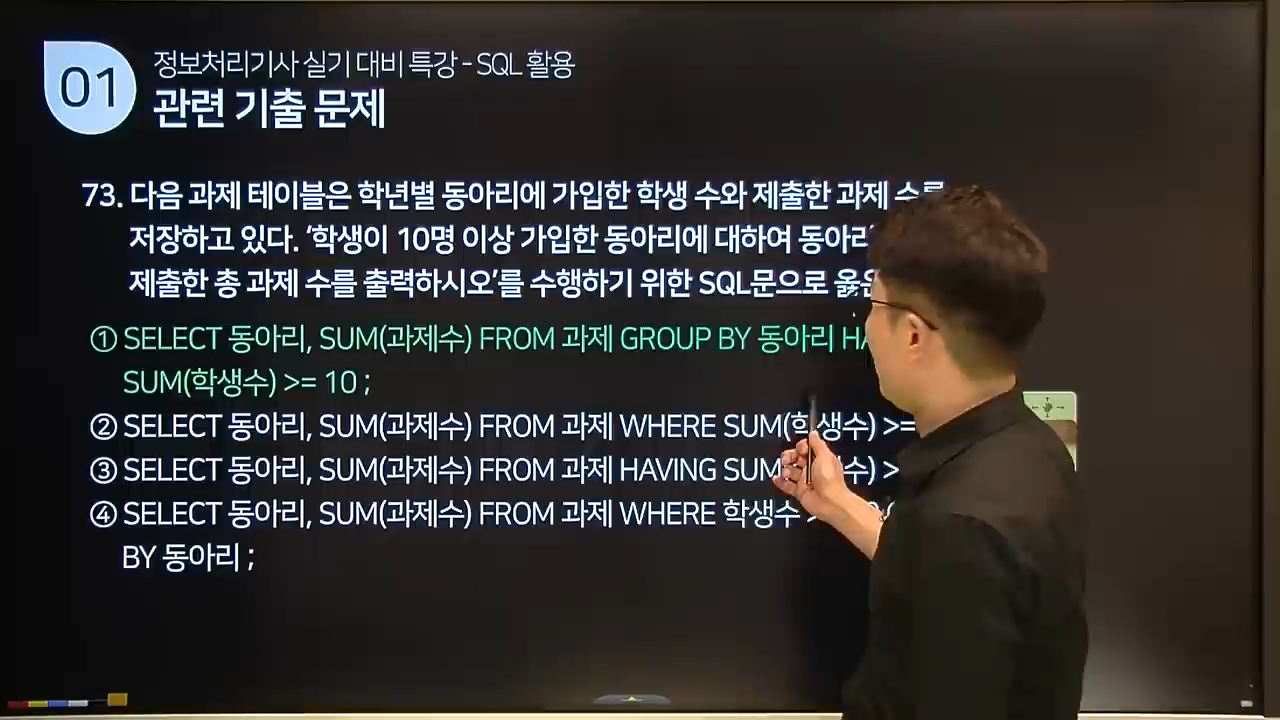 01
정보처리기사 실기 대비 특강 - SQL 활용
관련 기출 문제
73. 다음 과제 테이블은 학년별 동아리에 가입한 학생 수와 제출한 과제 수를
저장하고 있다. '학생이 10명 이상 가입한 동아리에 대하여
제출한 총 과제 수를 출력하시오'를 수행하기 위한 SQL문으로
① SELECT 동아리, SUM(과제수) FROM 과제 GROUP BY 동아리
SUM(학생수) >= 10 ;
② SELECT 동아리, SUM(과제수) FROM 과제 WHERE SUM(학생수) >=
③ SELECT 동아리, SUM(과제수) FROM 과제 HAVING
④ SELECT 동아리, SUM(과제수) FROM 과제 WHERE 학생수
BY 동아리 ;